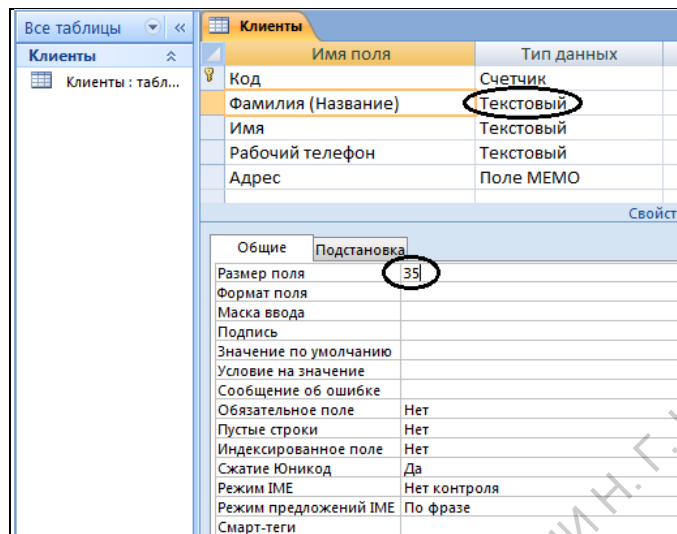 Все таблицы
Клиенты
Клиенты : табл...
Клиенты
Имя поля Тип данных
Код Счетчик
Фамилия (Название) Текстовый
Имя Текстовый
Рабочий телефон Текстовый
Адрес Поле МЕМО
Свойст
Общие Подстановка
Размер поля 35
Формат поля
Маска ввода
Подпись
Значение по умолчанию
Условие на значение
Сообщение об ошибке
Обязательное поле Нет
Пустые строки Нет
Индексированное поле Нет
Сжатие Юникод Да
Режим IME Нет контроля
Режим предложений IME По фразе
Смарт-теги
И Н. Г.